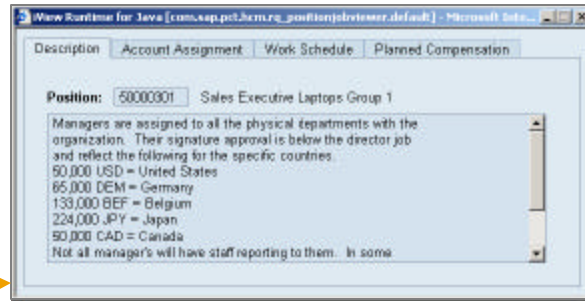 iView Runtime for Java [com.sap.pct.hcm.rq_positionjobviewer.default] - Microsoft Inte...
Description Account Assignment Work Schedule Planned Compensation
Position: 50000301 Sales Executive Laptops Group 1
Managers are assigned to all the physical departments with the
organization. Their signature approval is below the director job
and reflect the following for the specific countries.
50,000 USD = United States
65,000 DEM = Germany
133,000 BEF = Belgium
224,000 JPY = Japan
50,000 CAD = Canada
Not all manager's will have staff reporting to them. In some